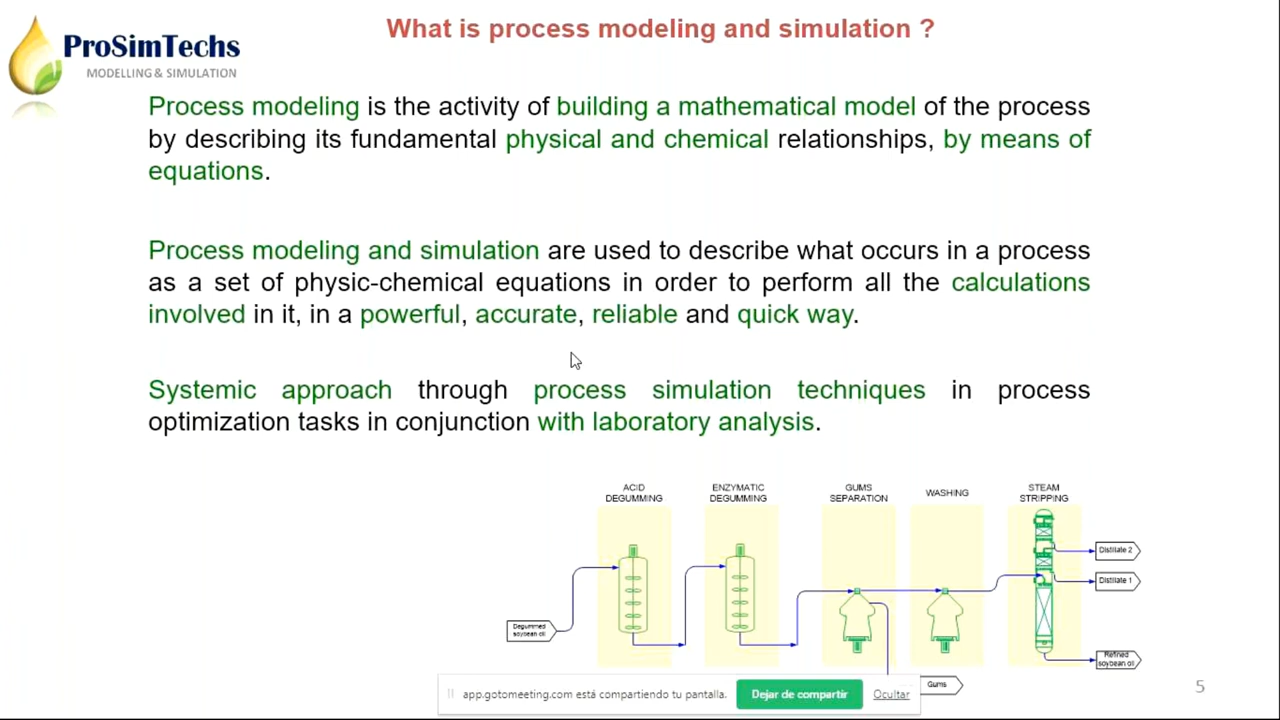 What is process modeling and simulation ?
ProSimTechs
MODELLING & SIMULATION
Process modeling is the activity of building a mathematical model of the process
by describing its fundamental physical and chemical relationships, by means of
equations.
Process modeling and simulation are used to describe what occurs in a process
as a set of physic-chemical equations in order to perform all the calculations
involved in it, in a powerful, accurate, reliable and quick way.
Systemic approach through process simulation techniques in process
optimization tasks in conjunction with laboratory analysis.
ACID
DEGUMMING
ENZYMATIC
DEGUMMING
GUMS
SEPARATION
WASHING
STEAM
STRIPPING
Distillate 2
Distillate 1
Degummed
soybean oil
Refined
soybean oil
Gums
app.gotomeeting.com está compartiendo tu pantalla.
Dejar de compartir
Ocultar
5